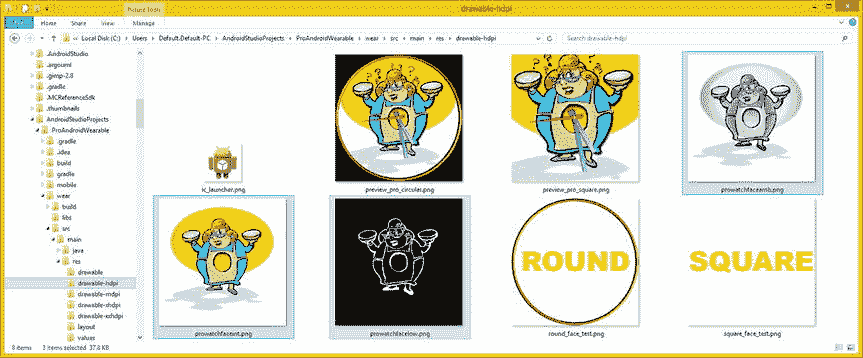 drawable-hdpi
Picture Tools
File Home Share View Manage
Local Disk (C:) Users Default.Default-PC AndroidStudioProjects ProAndroidWearable wear src main res drawable-hdpi
Search drawable-hdpi
.AndroidStudio
.argouml
.gimp-2.8
.gradle
.MCReferenceSdk
.thumbnails
AndroidStudioProjects
ProAndroidWearable
.gradle
.idea
build
gradle
mobile
wear
build
libs
src
main
java
res
drawable
drawable-hdpi
drawable-mdpi
drawable-xhdpi
drawable-xxhdpi
layout
values
ic_launcher.png
preview_pro_circular.png
preview_pro_square.png
prowatchfaceamb.png
ROUND
SQUARE
prowatchfaceint.png
prowatchfacelow.png
round_face_test.png
square_face_test.png
8 items 3 items selected 37.8 KB